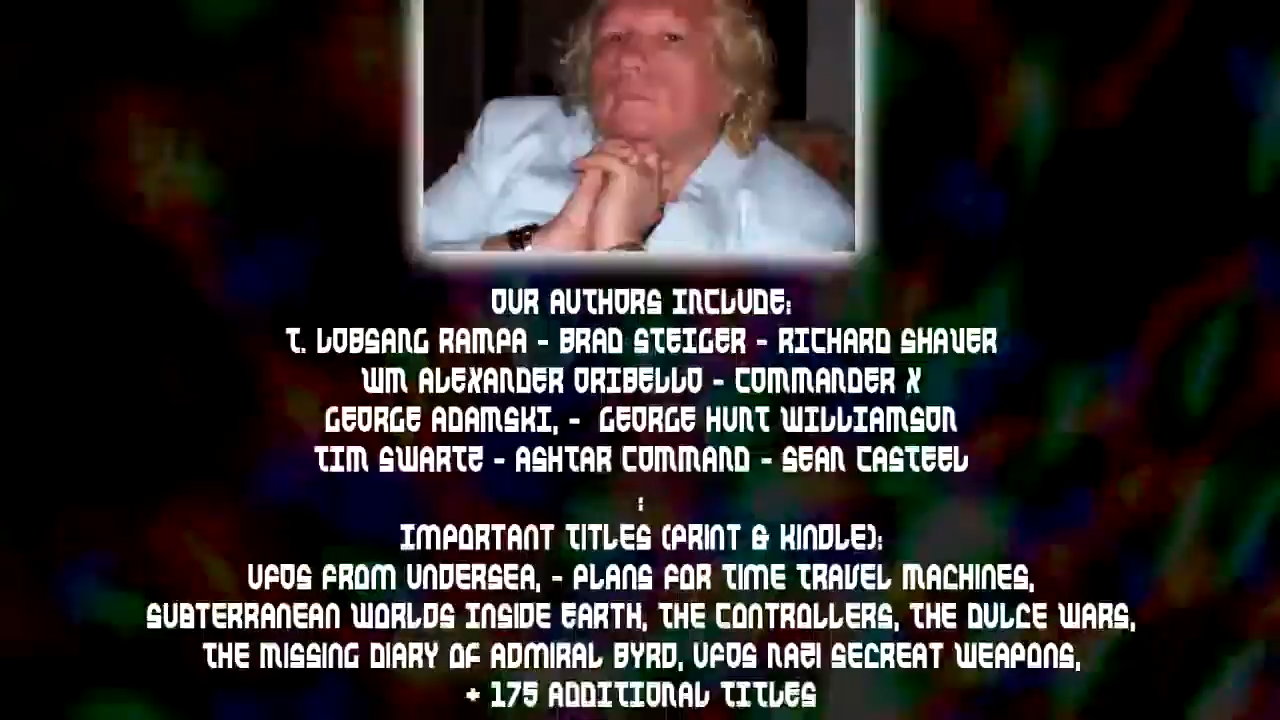 OUR AUTHORS INCLUDE:
T. LOBSANG RAMPA - BRAD STEIGER - RICHARD SHAVER
WM ALEXANDER ORIBELLO - COMMANDER X
GEORGE ADAMSKI, - GEORGE HUNT WILLIAMSON
TIM SWARTZ - ASHTAR COMMAND - SEAN CASTEEL
:
IMPORTANT TITLES (PRINT & KINDLE):
UFOS FROM UNDERSEA, - PLANS FOR TIME TRAVEL MACHINES,
SUBTERRANEAN WORLDS INSIDE EARTH, THE CONTROLLERS, THE DULCE WARS,
THE MISSING DIARY OF ADMIRAL BYRD, UFOS NAZI SECREAT WEAPONS,
+ 175 ADDITIONAL TITLES